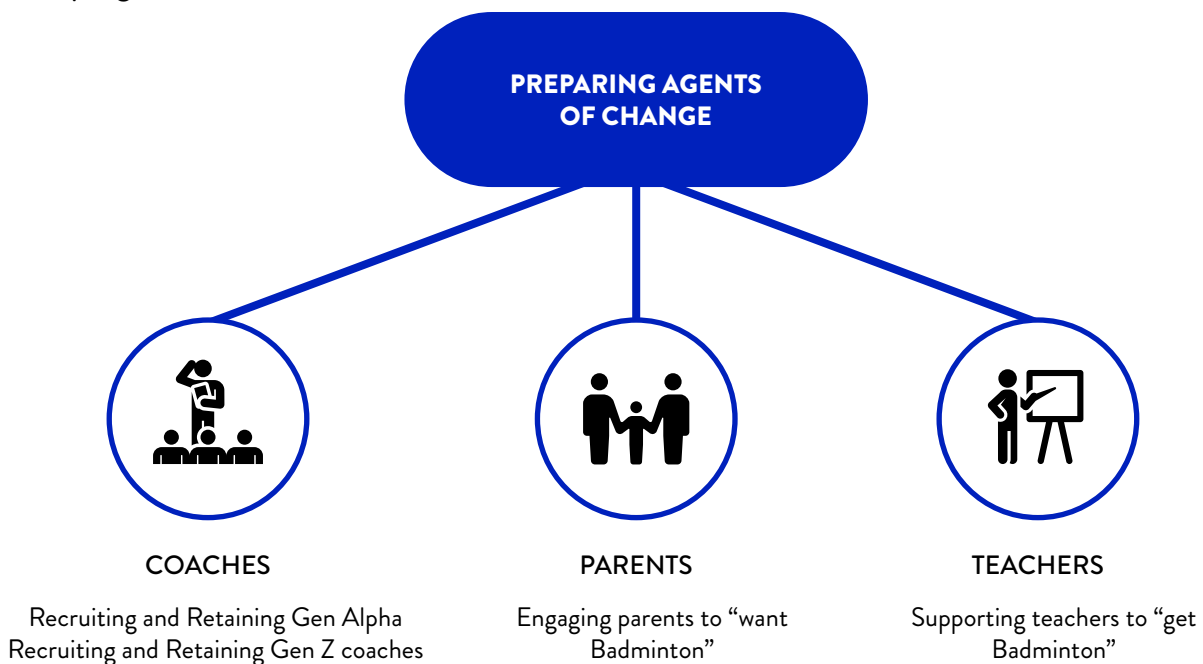 PREPARING AGENTS
OF CHANGE
COACHES
Recruiting and Retaining Gen Alpha
Recruiting and Retaining Gen Z coaches
PARENTS
Engaging parents to “want
Badminton”
TEACHERS
Supporting teachers to “get
Badminton”